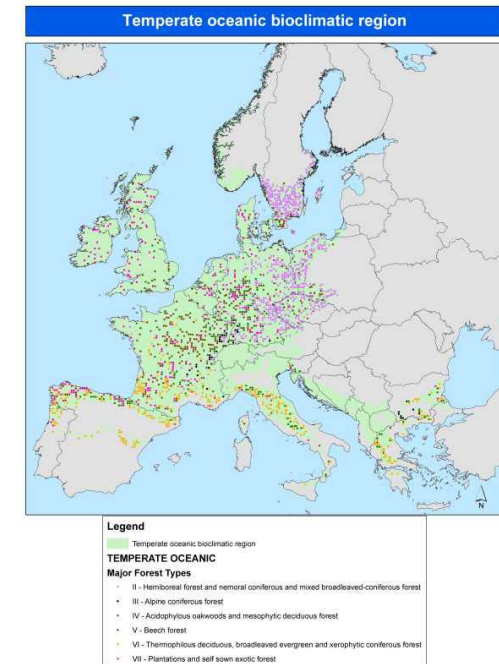 Temperate oceanic bioclimatic region
N
Legend
Temperate oceanic bioclimatic region
TEMPERATE OCEANIC
Major Forest Types
II - Hemiboreal forest and nemoral coniferous and mixed broadleaved-coniferous forest
III - Alpine coniferous forest
IV - Acidophylous oakwoods and mesophytic deciduous forest
V - Beech forest
VI - Thermophilous deciduous, broadleaved evergreen and xerophytic coniferous forest
VII - Plantations and self sown exotic forest